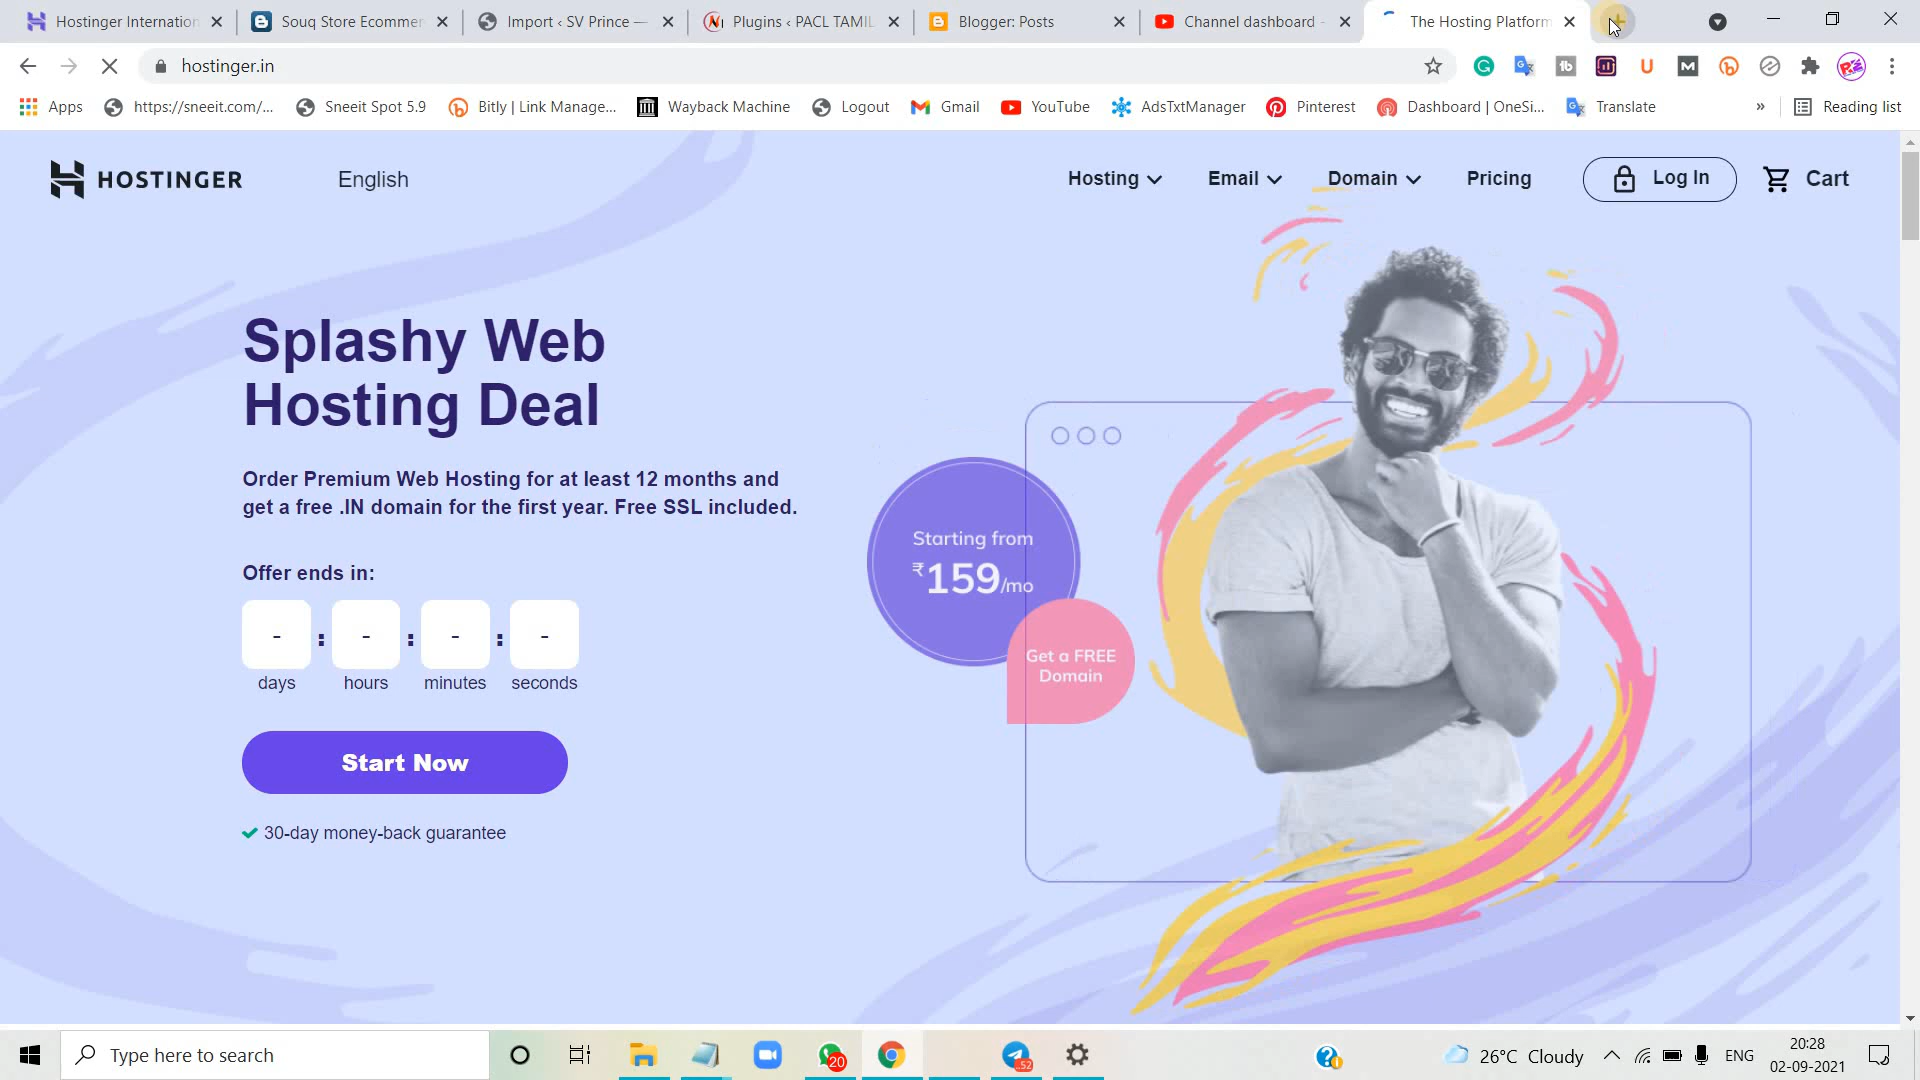 Hostinger Internation
Souq Store Ecommer
Import ‹ SV Prince —
Plugins ‹ PACL TAMIL
Blogger: Posts
Channel dashboard -
The Hosting Platform
hostinger.in
Apps
https://sneeit.com/...
Sneeit Spot 5.9
Bitly | Link Manage...
Wayback Machine
Logout
Gmail
YouTube
AdsTxtManager
Pinterest
Dashboard | OneSi...
Translate
»
Reading list
HOSTINGER
English
Hosting
Email
Domain
Pricing
Log In
Cart
Splashy Web
Hosting Deal
Order Premium Web Hosting for at least 12 months and
get a free .IN domain for the first year. Free SSL included.
Starting from
₹159/mo
Get a FREE
Domain
Offer ends in:
- : - : - : -
days hours minutes seconds
Start Now
30-day money-back guarantee
Type here to search
20
52
26°C Cloudy
ENG
20:28
02-09-2021